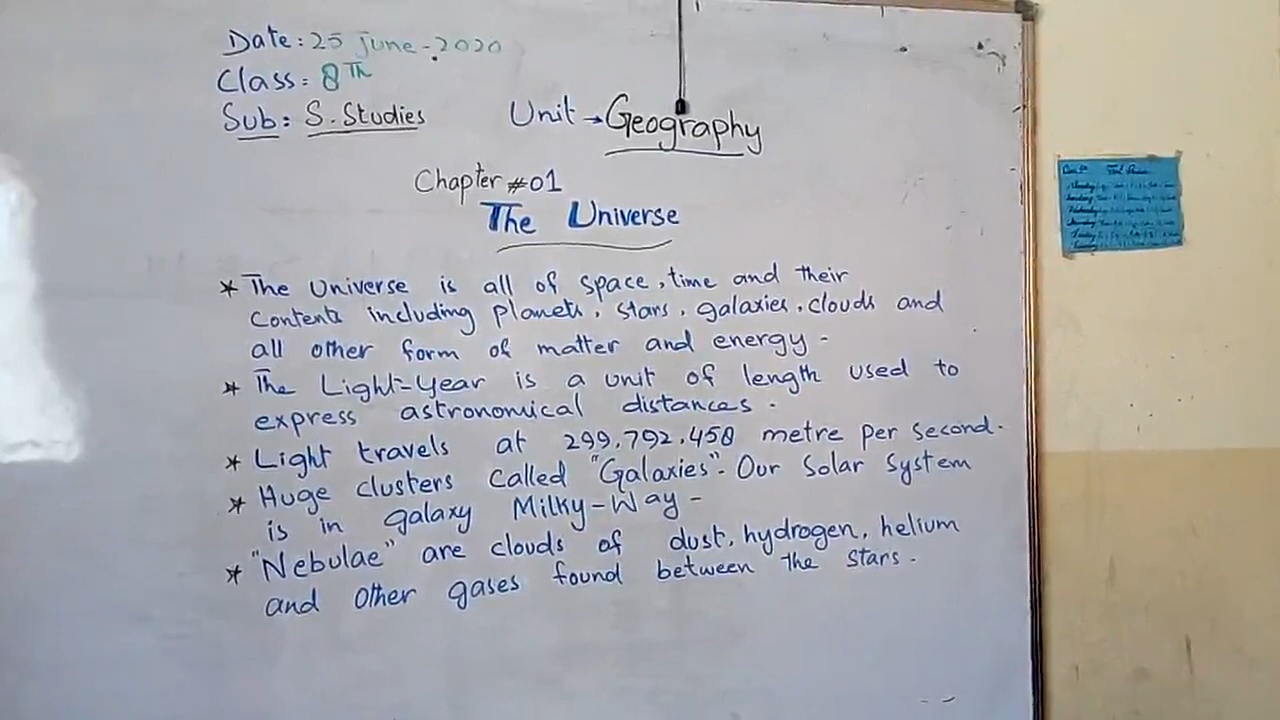 Date: 25 June-2020
Class: 8Th
Sub: S. Studies
Unit → Geography
Chapter #01
The Universe
* The Universe is all of space, time and their
Contents including planets, stars, galaxies, clouds and
all other form of matter and energy -
* The Light-Year is a unit of length used to
express astronomical distances.
* Light travels at 299,792,458 metre per second.
* Huge clusters called "Galaxies"- Our Solar System
is in galaxy Milky-Way -
* "Nebulae" are clouds of dust, hydrogen, helium
and other gases found between the stars.